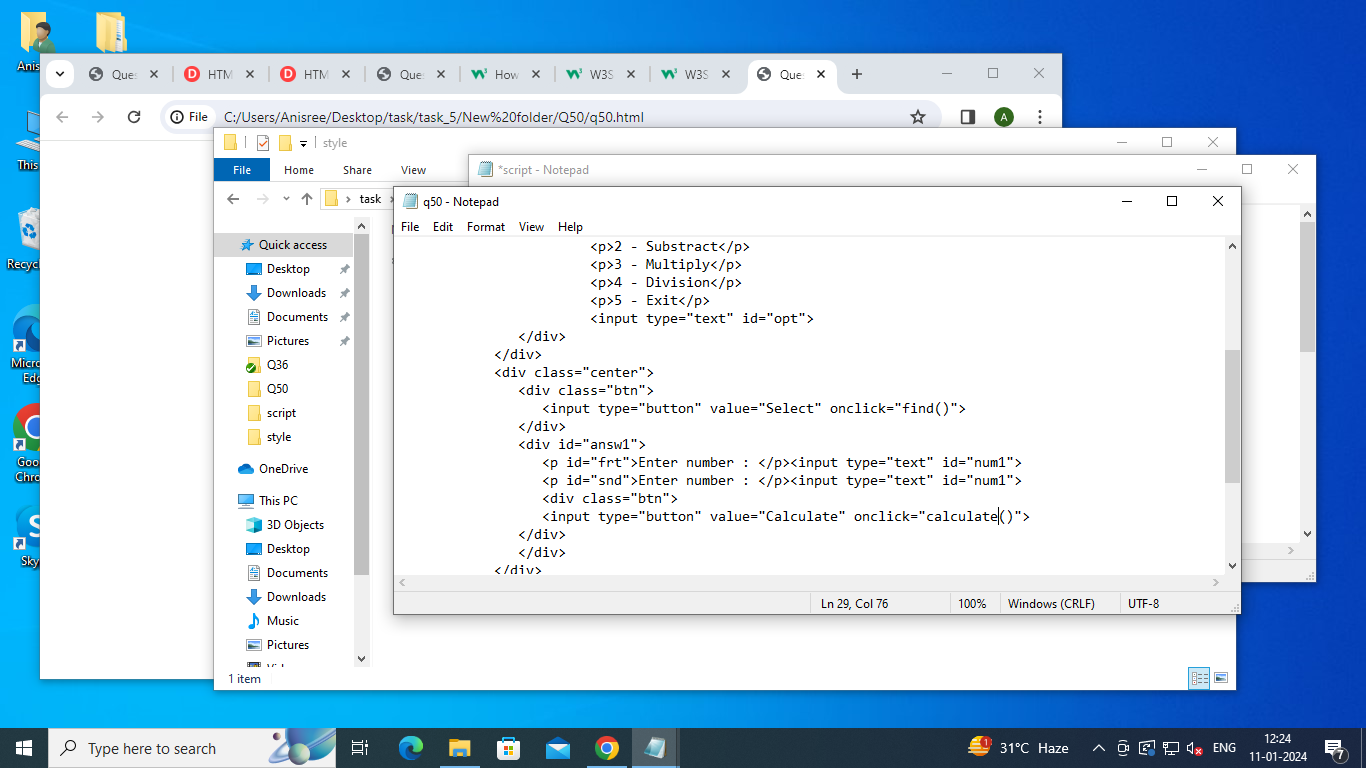 Anis
This
Recyc
Micro
Edg
Goo
Chro
Sky
Ques
HTM
HTM
Ques
How
W3S
W3S
Ques
File
C:/Users/Anisree/Desktop/task/task_5/New%20folder/Q50/q50.html
A
style
File
Home
Share
View
task
Quick access
Desktop
Downloads
Documents
Pictures
Q36
Q50
script
style
OneDrive
This PC
3D Objects
Desktop
Documents
Downloads
Music
Pictures
1 item
*script - Notepad
q50 - Notepad
File Edit Format View Help
<p>2 - Substract</p>
<p>3 - Multiply</p>
<p>4 - Division</p>
<p>5 - Exit</p>
<input type="text" id="opt">
</div>
</div>
<div class="center">
<div class="btn">
<input type="button" value="Select" onclick="find()">
</div>
<div id="answ1">
<p id="frt">Enter number : </p><input type="text" id="num1">
<p id="snd">Enter number : </p><input type="text" id="num1">
<div class="btn">
<input type="button" value="Calculate" onclick="calculate()">
</div>
</div>
</div>
Ln 29, Col 76
100%
Windows (CRLF)
UTF-8
Type here to search
1
31°C Haze
ENG
12:24
11-01-2024
7